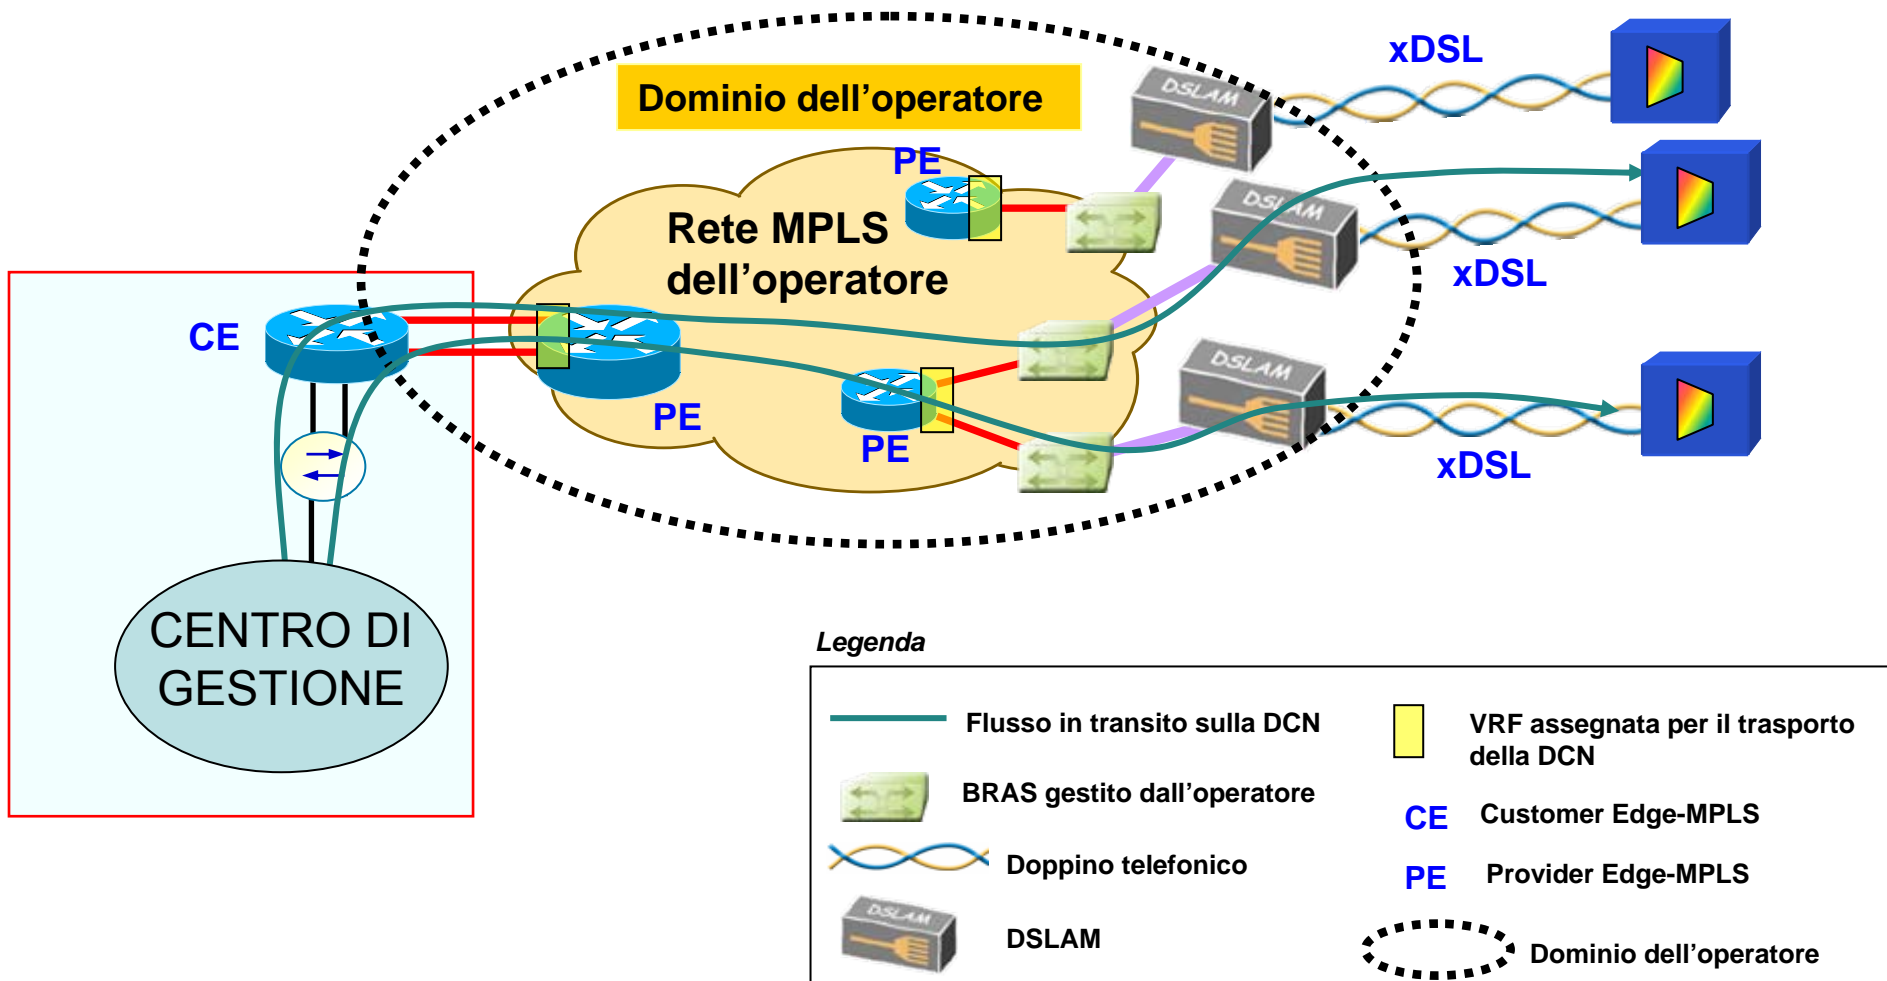 xDSL
Dominio dell’operatore
DSLAM
PE
DSLAM
Rete MPLS
dell’operatore
xDSL
CE
DSLAM
PE
PE
xDSL
CENTRO DI
GESTIONE
Legenda
Flusso in transito sulla DCN
VRF assegnata per il trasporto
della DCN
BRAS gestito dall’operatore
CE Customer Edge-MPLS
Doppino telefonico
PE Provider Edge-MPLS
DSLAM
DSLAM
Dominio dell’operatore